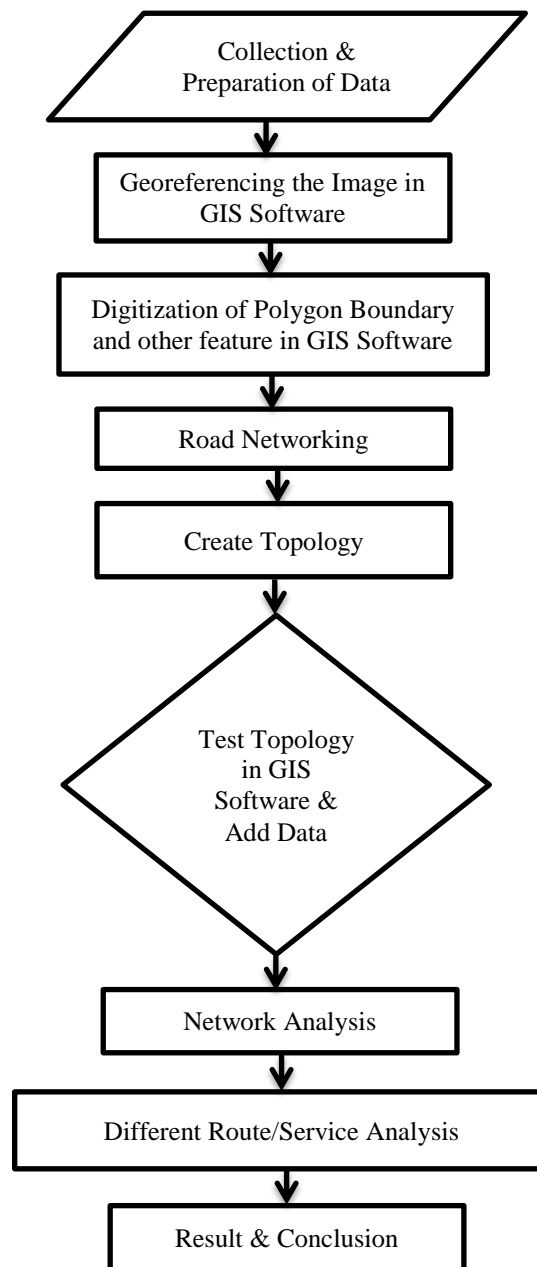 Collection &
Preparation of Data
Georeferencing the Image in
GIS Software
Digitization of Polygon Boundary
and other feature in GIS Software
Road Networking
Create Topology
Test Topology
in GIS
Software &
Add Data
Network Analysis
Different Route/Service Analysis
Result & Conclusion